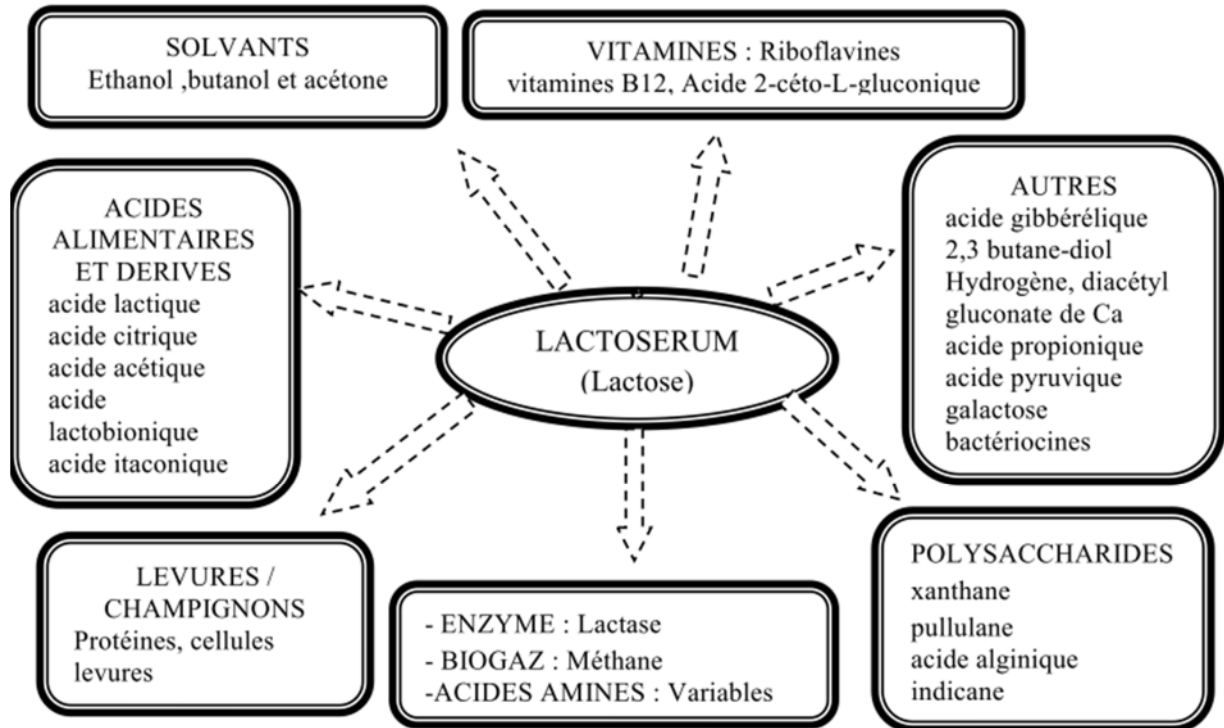 SOLVANTS
Ethanol ,butanol et acétone
VITAMINES : Riboflavines
vitamines B12, Acide 2-céto-L-gluconique
ACIDES
ALIMENTAIRES
ET DERIVES
acide lactique
acide citrique
acide acétique
acide
lactobionique
acide itaconique
LACTOSERUM
(Lactose)
AUTRES
acide gibbérélique
2,3 butane-diol
Hydrogène, diacétyl
gluconate de Ca
acide propionique
acide pyruvique
galactose
bactériocines
LEVURES /
CHAMPIGNONS
Protéines, cellules
levures
- ENZYME : Lactase
- BIOGAZ : Méthane
-ACIDES AMINES : Variables
POLYSACCHARIDES
xanthane
pullulane
acide alginique
indicane